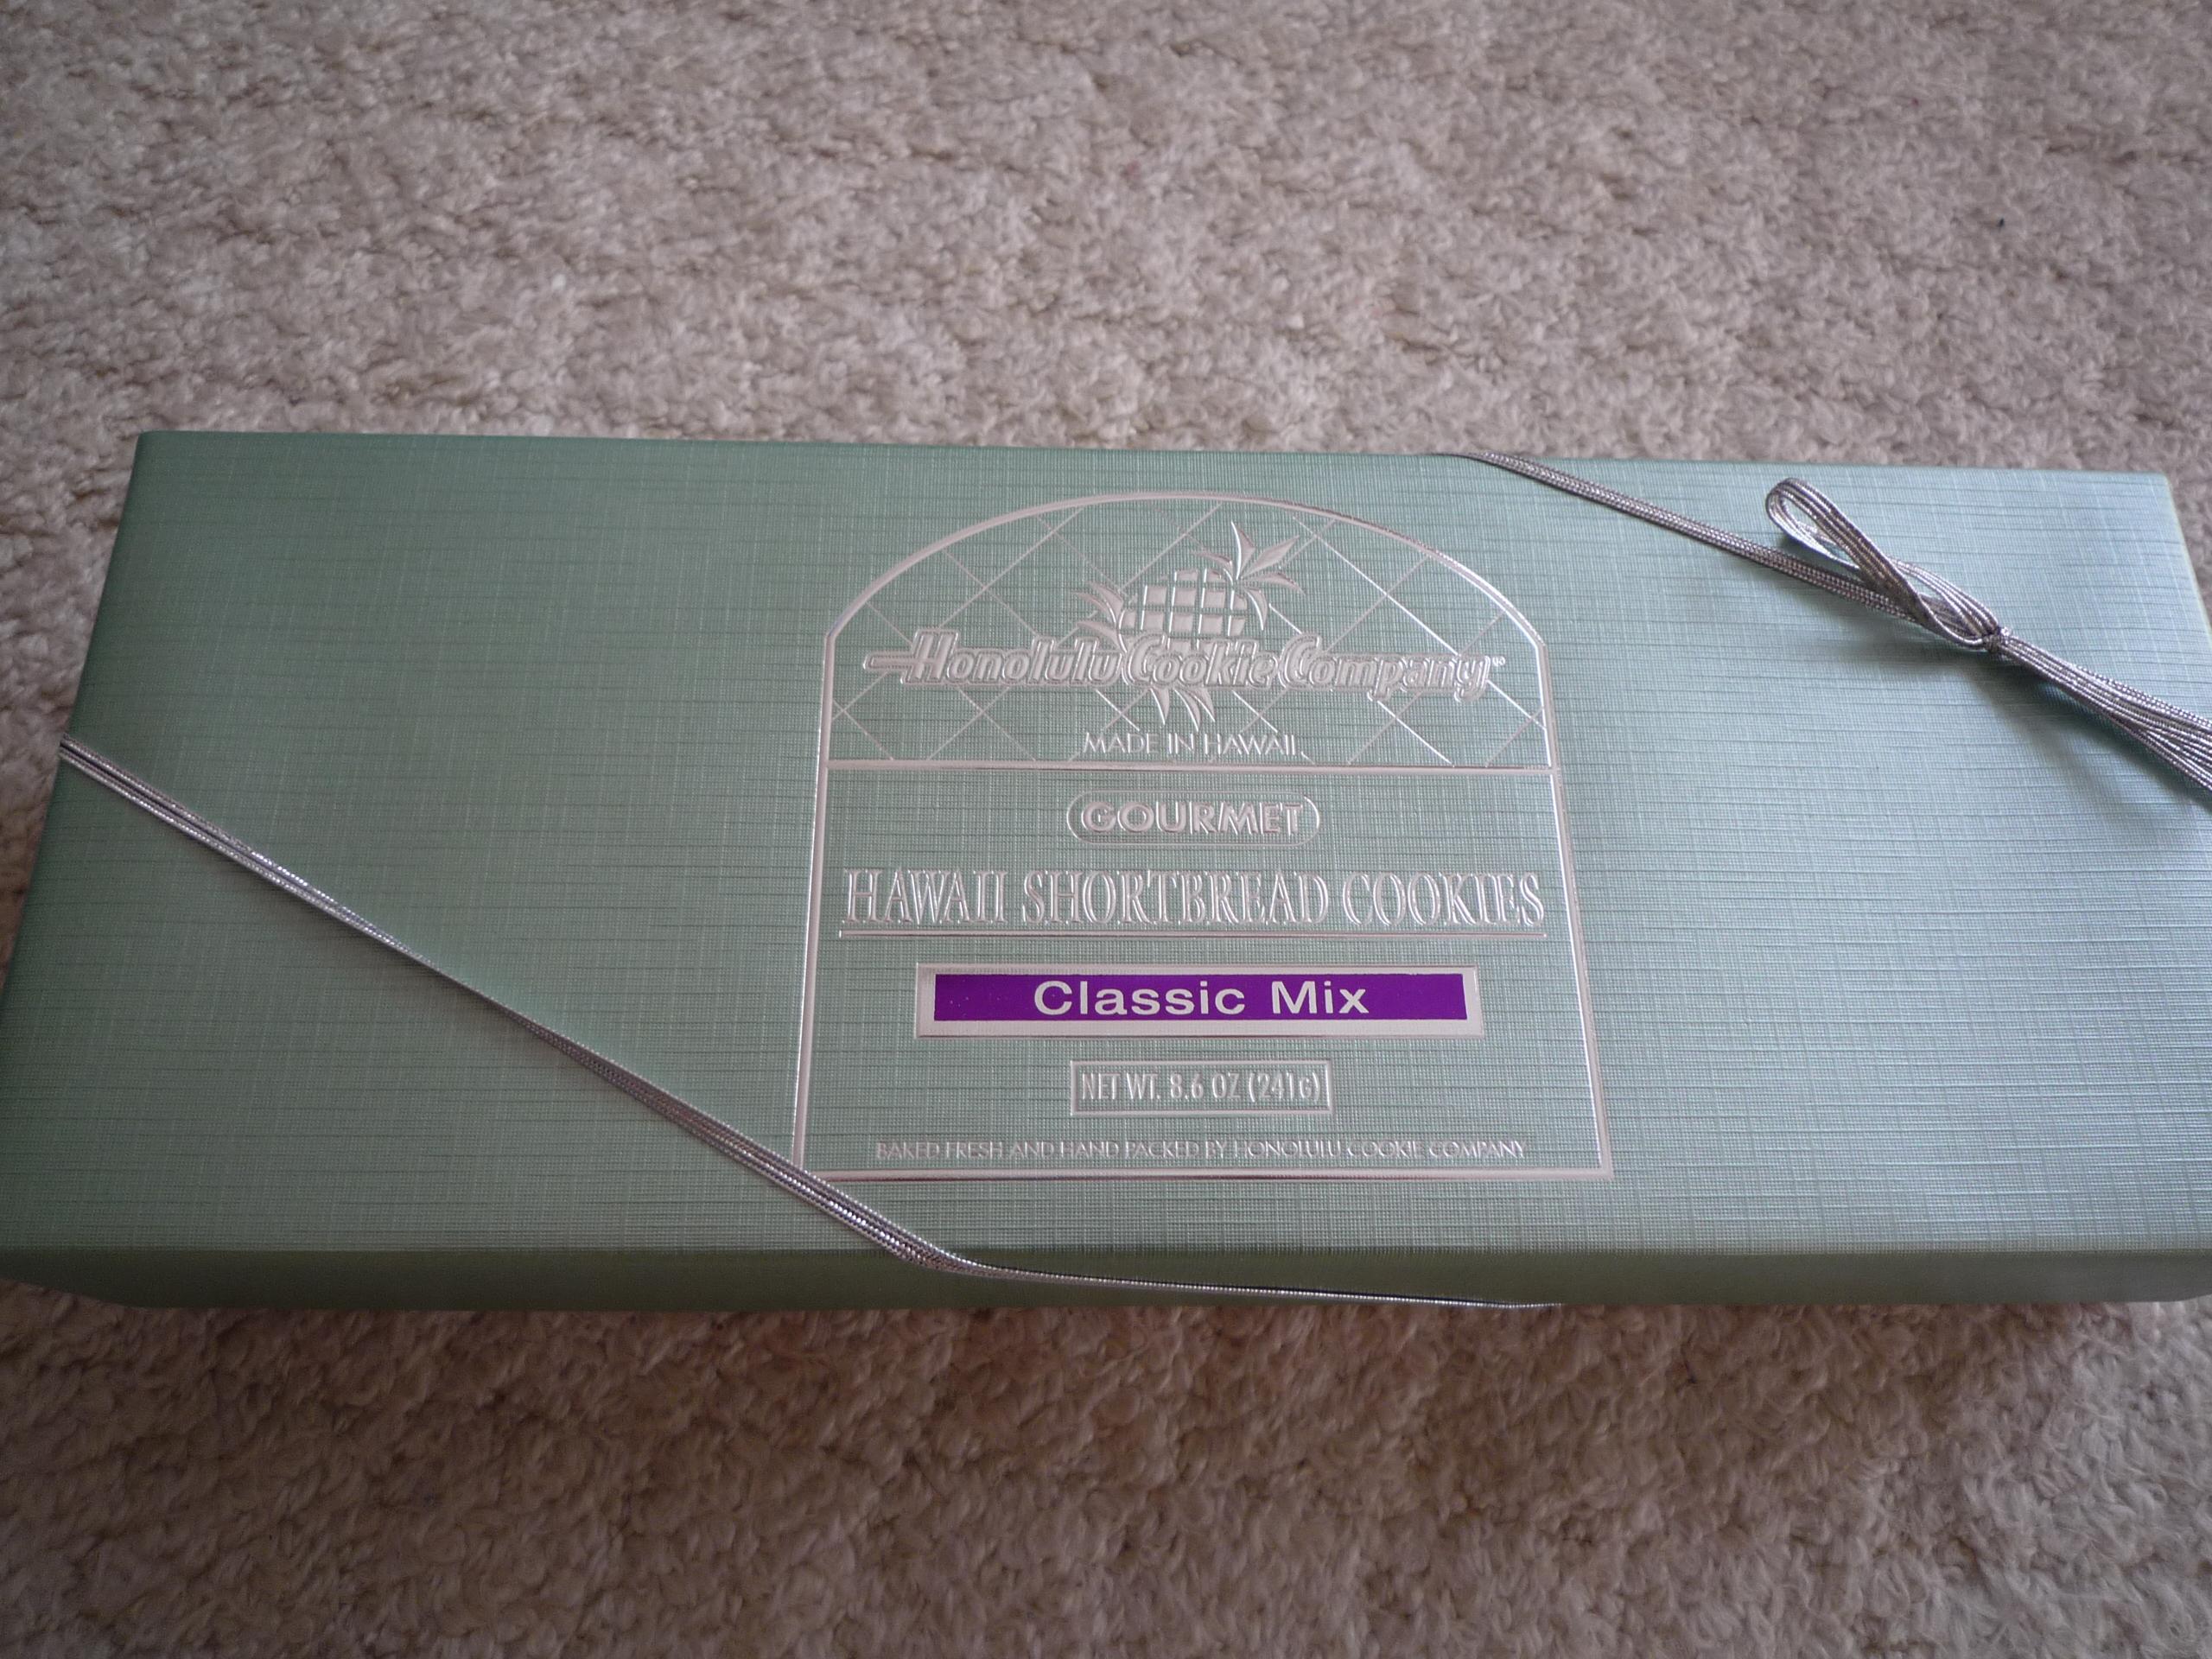 Honolulu Cookie Company
MADE IN HAWAII
GOURMET
HAWAII SHORTBREAD COOKIES
Classic Mix
NET WT. 8.6 OZ (241G)
BAKED FRESH AND HAND PACKED BY HONOLULU COOKIE COMPANY